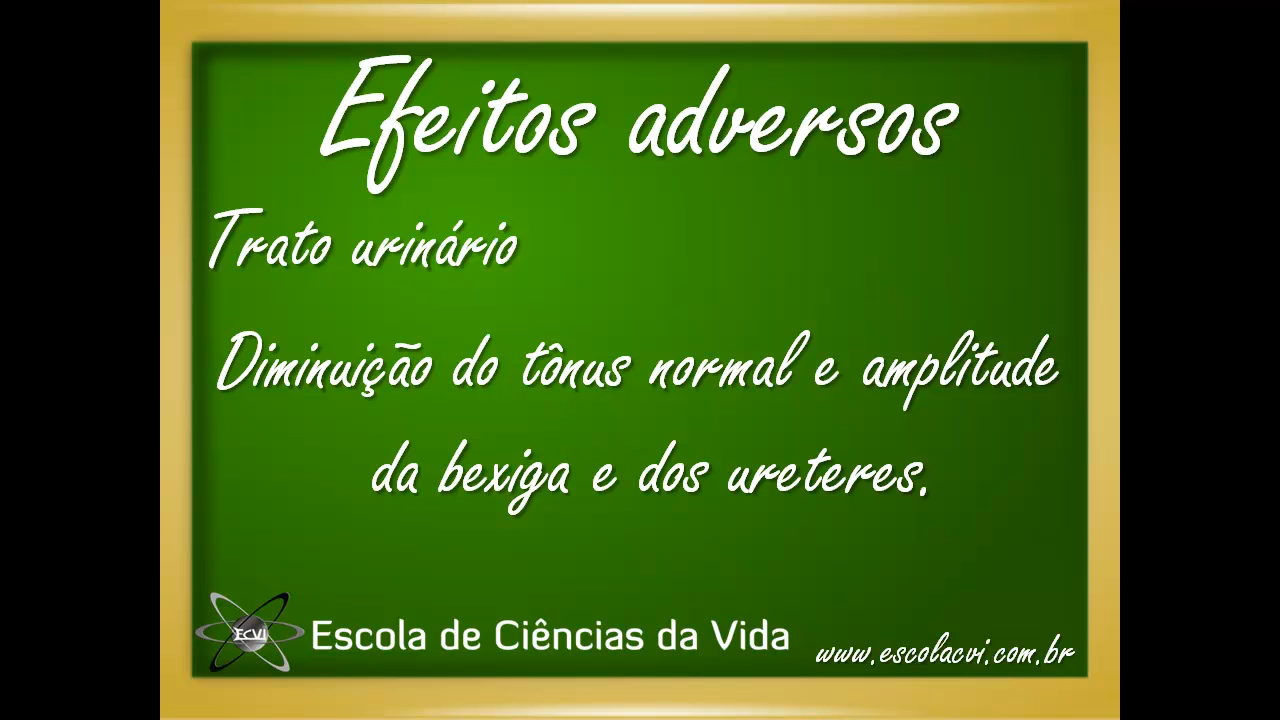 Efeitos adversos
Trato urinário
Diminuição do tônus normal e amplitude
da bexiga e dos ureteres.
ECVI
Escola de Ciências da Vida
www.escolacvi.com.br